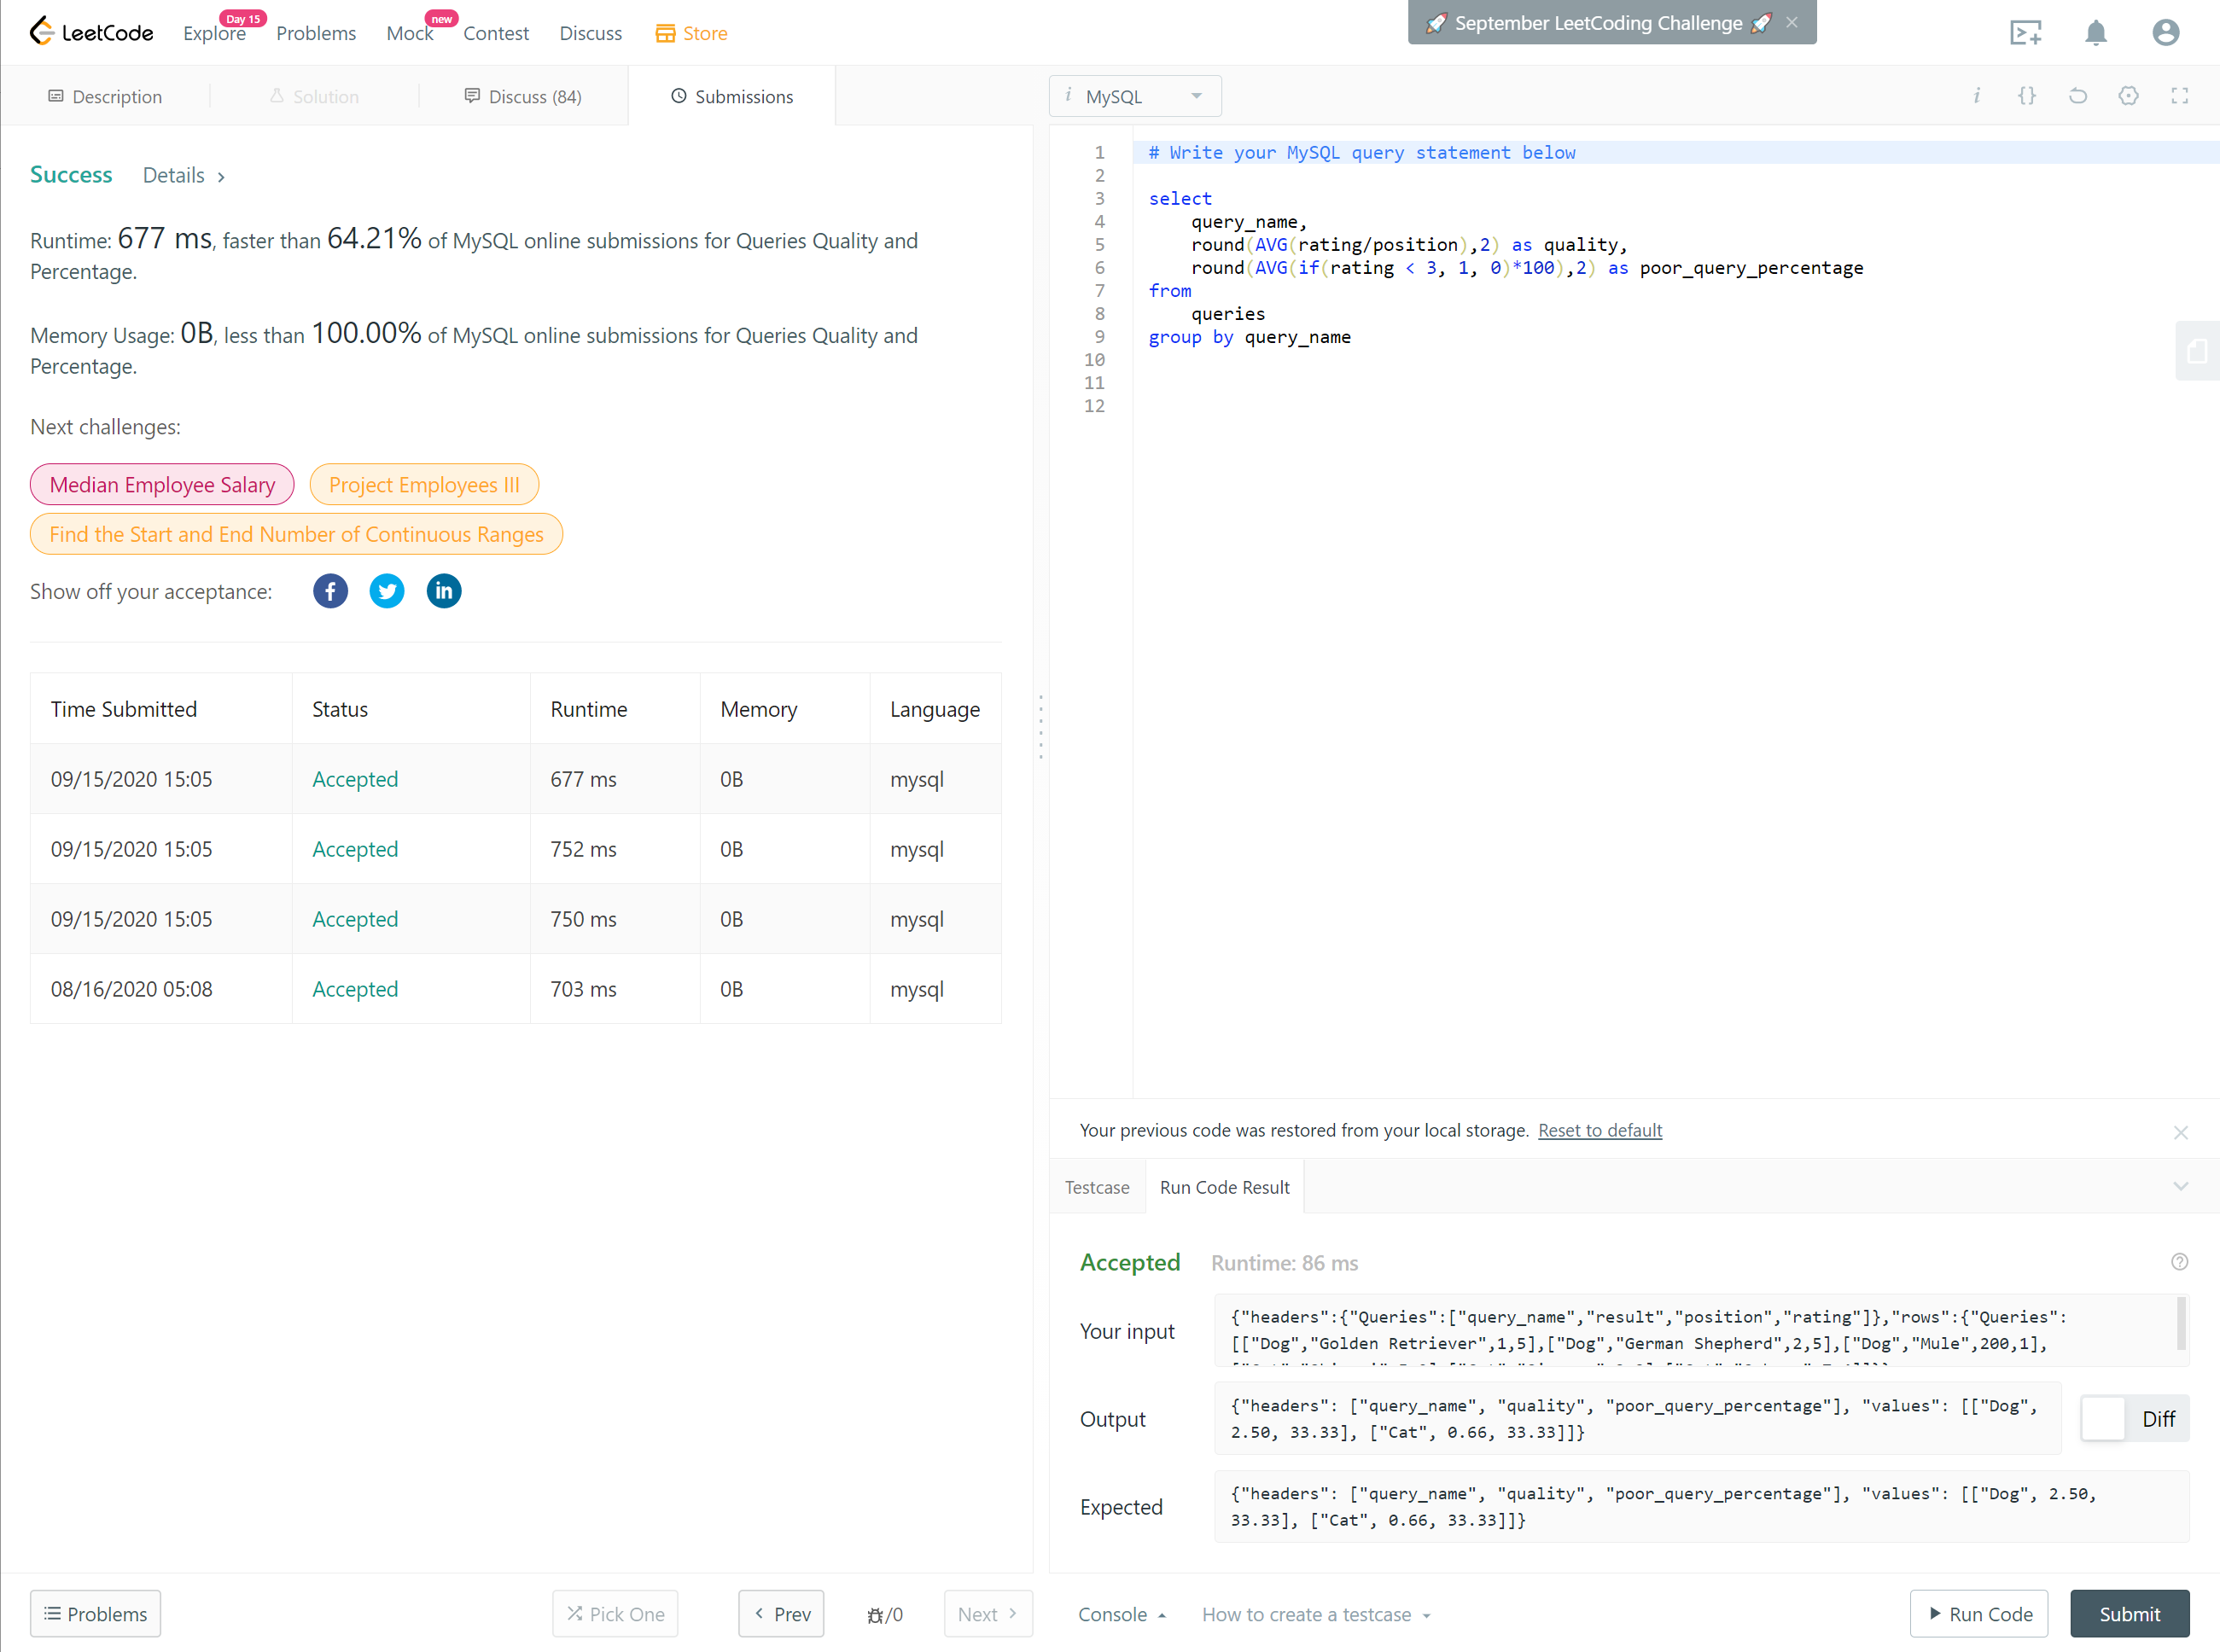 LeetCode
Explore
Day 15
Problems
Mock
new
Contest
Discuss
Store
🚀 September LeetCoding Challenge 🚀
Description
Solution
Discuss (84)
Submissions
Success
Details
Runtime: 677 ms, faster than 64.21% of MySQL online submissions for Queries Quality and
Percentage.
Memory Usage: 0B, less than 100.00% of MySQL online submissions for Queries Quality and
Percentage.
Next challenges:
Median Employee Salary
Project Employees III
Find the Start and End Number of Continuous Ranges
Show off your acceptance:
Time Submitted Status Runtime Memory Language
09/15/2020 15:05 Accepted 677 ms 0B mysql
09/15/2020 15:05 Accepted 752 ms 0B mysql
09/15/2020 15:05 Accepted 750 ms 0B mysql
08/16/2020 05:08 Accepted 703 ms 0B mysql
Problems
Pick One
Prev
/0
Next
i MySQL
i {}
1 # Write your MySQL query statement below
2
3 select
4 query_name,
5 round(AVG(rating/position),2) as quality,
6 round(AVG(if(rating < 3, 1, 0)*100),2) as poor_query_percentage
7 from
8 queries
9 group by query_name
10
11
12
Your previous code was restored from your local storage. Reset to default
Testcase
Run Code Result
Accepted Runtime: 86 ms
Your input
{"headers":{"Queries":["query_name","result","position","rating"]},"rows":{"Queries":
[["Dog","Golden Retriever",1,5],["Dog","German Shepherd",2,5],["Dog","Mule",200,1],
Output
{"headers": ["query_name", "quality", "poor_query_percentage"], "values": [["Dog",
2.50, 33.33], ["Cat", 0.66, 33.33]]}
Diff
Expected
{"headers": ["query_name", "quality", "poor_query_percentage"], "values": [["Dog", 2.50,
33.33], ["Cat", 0.66, 33.33]]}
Console
How to create a testcase
Run Code
Submit